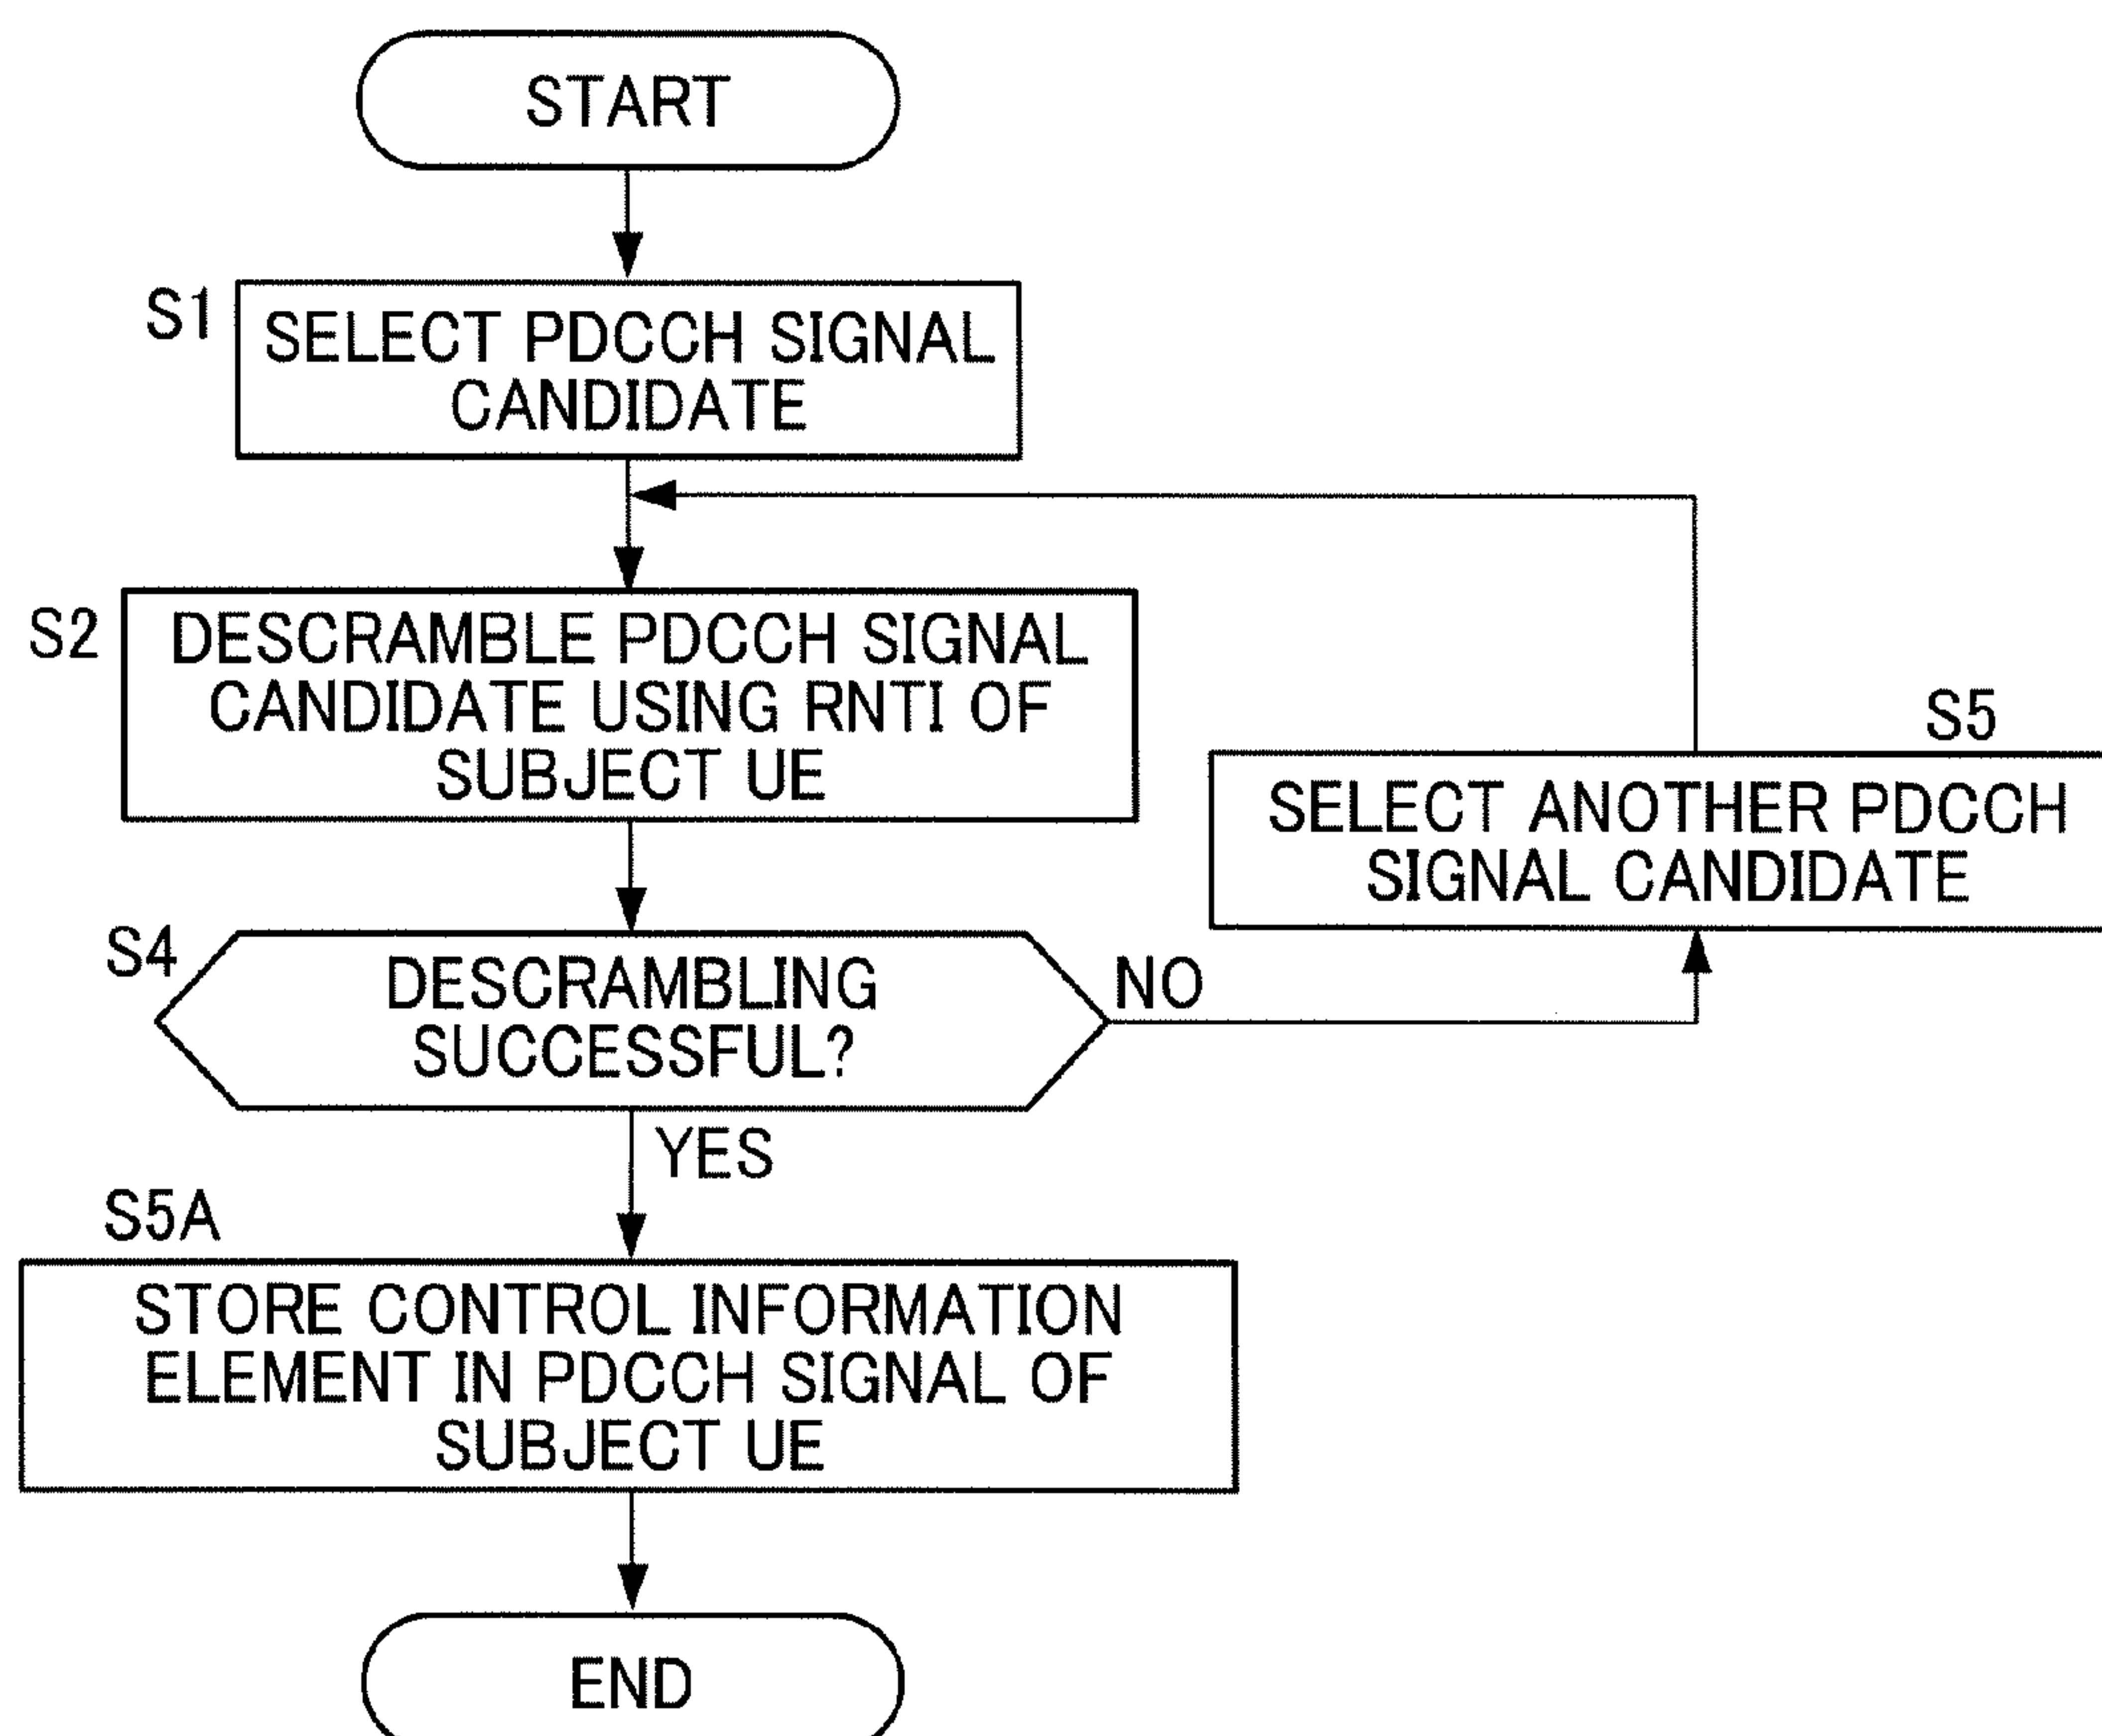 START
S1
SELECT PDCCH SIGNAL
CANDIDATE
S2
DESCRAMBLE PDCCH SIGNAL
CANDIDATE USING RNTI OF
SUBJECT UE
S5
SELECT ANOTHER PDCCH
SIGNAL CANDIDATE
S4
DESCRAMBLING
SUCCESSFUL?
NO
YES
S5A
STORE CONTROL INFORMATION
ELEMENT IN PDCCH SIGNAL OF
SUBJECT UE
END